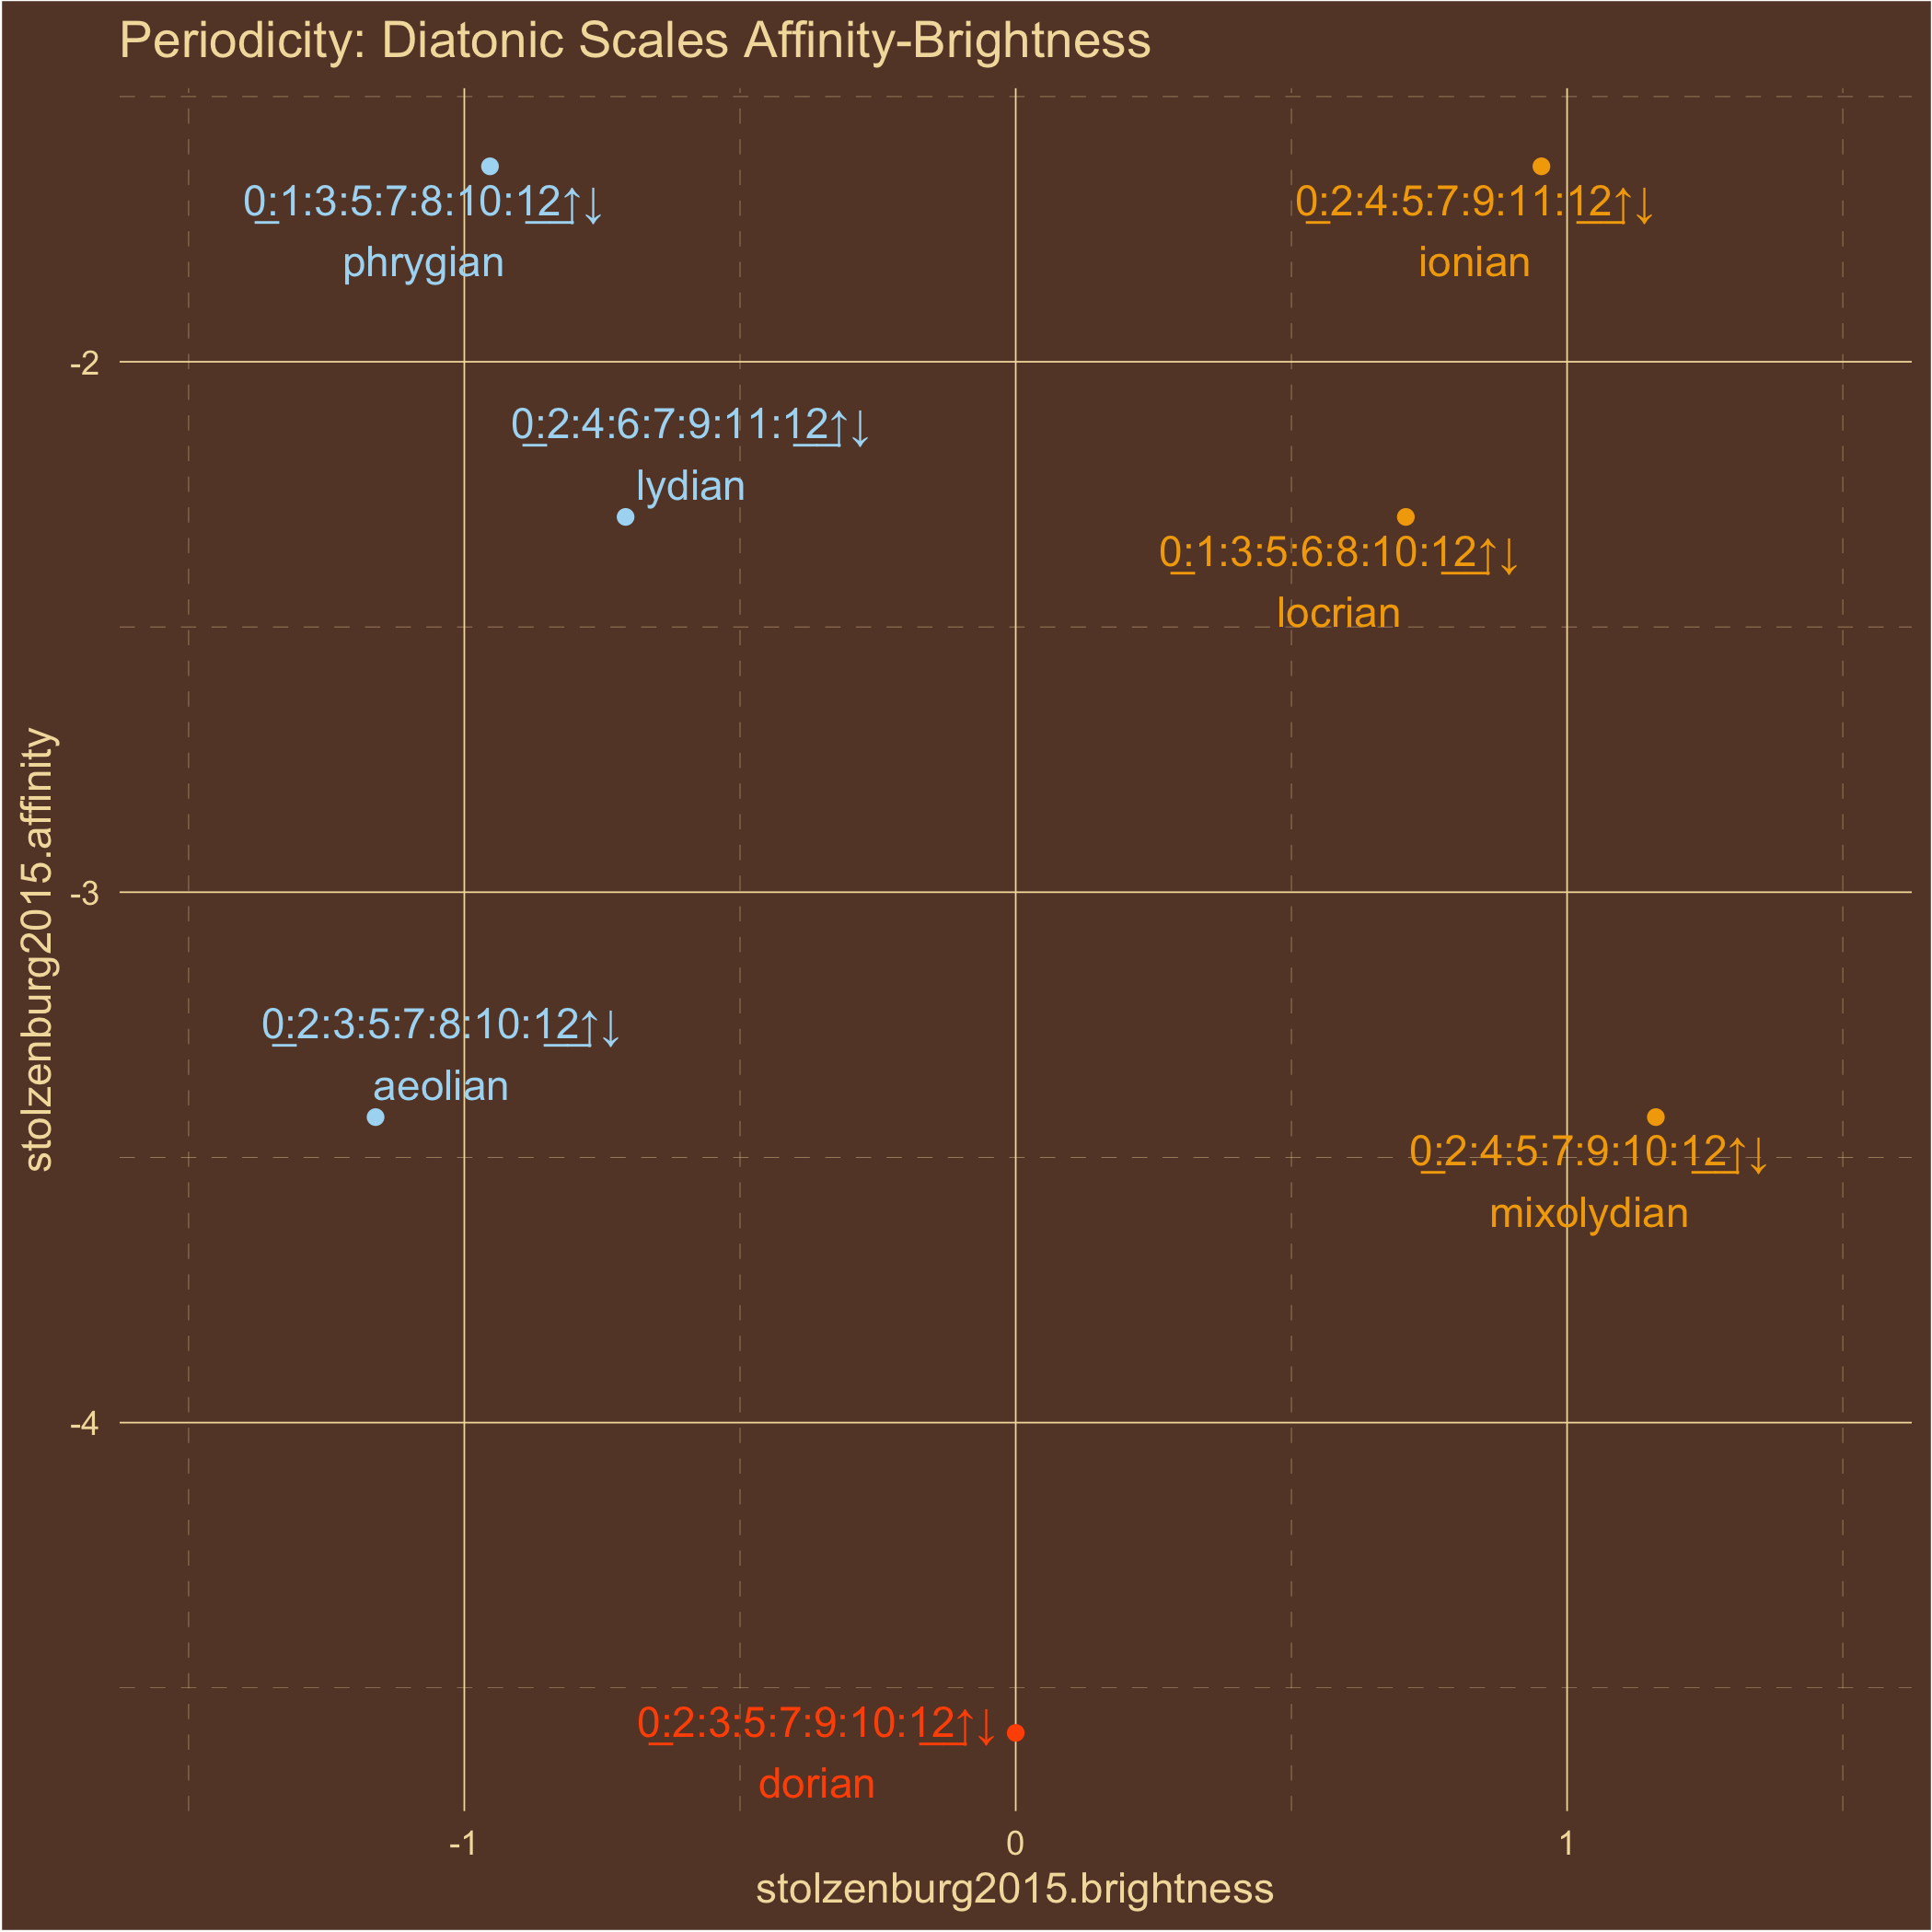 Periodicity: Diatonic Scales Affinity-Brightness
0:1:3:5:7:8:10:12↑↓
phrygian
0:2:4:5:7:9:11:12↑↓
ionian
-2
0:2:4:6:7:9:11:12↑↓
lydian
0:1:3:5:6:8:10:12↑↓
locrian
stolzenburg2015.affinity
-3
0:2:3:5:7:8:10:12↑↓
aeolian
0:2:4:5:7:9:10:12↑↓
mixolydian
-4
0:2:3:5:7:9:10:12↑↓
dorian
-1
0
1
stolzenburg2015.brightness